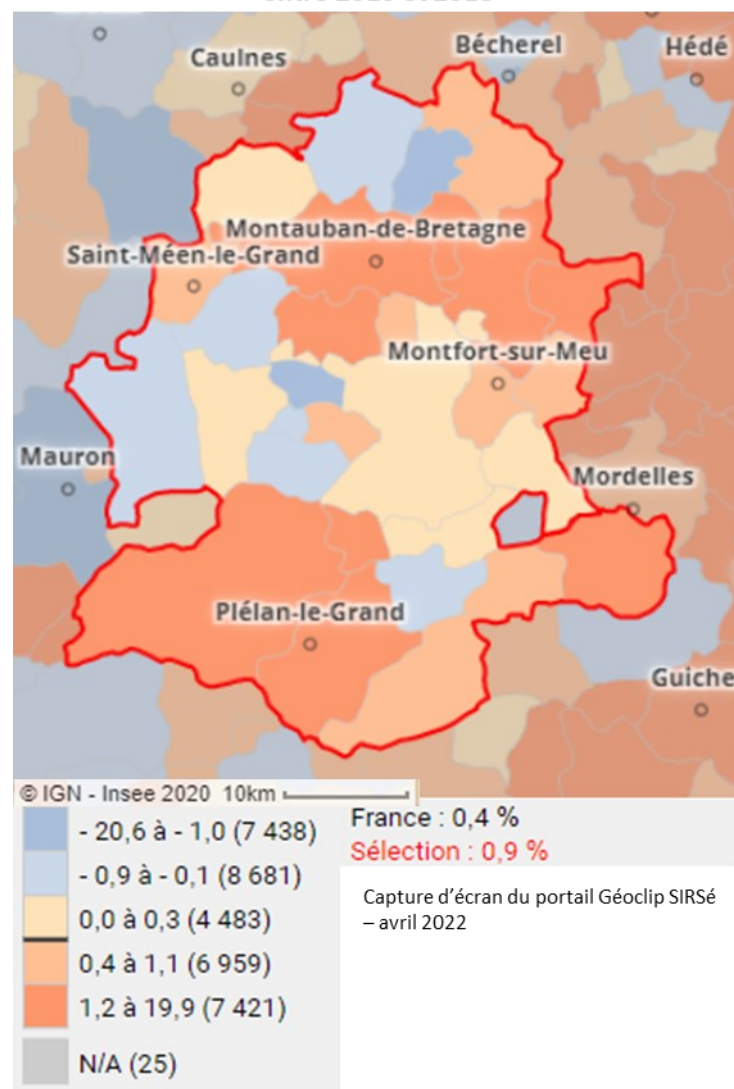 Caulnes
Bécherel
Hédé
Montauban-de-Bretagne
Saint-Méen-le-Grand
Montfort-sur-Meu
Mauron
Mordelles
Plélan-le-Grand
Guiche
© IGN - Insee 2020 10km
- 20,6 à - 1,0 (7 438)
- 0,9 à - 0,1 (8 681)
0,0 à 0,3 (4 483)
0,4 à 1,1 (6 959)
1,2 à 19,9 (7 421)
N/A (25)
France : 0,4 %
Sélection : 0,9 %
Capture d’écran du portail Géoclip SIRSé
– avril 2022